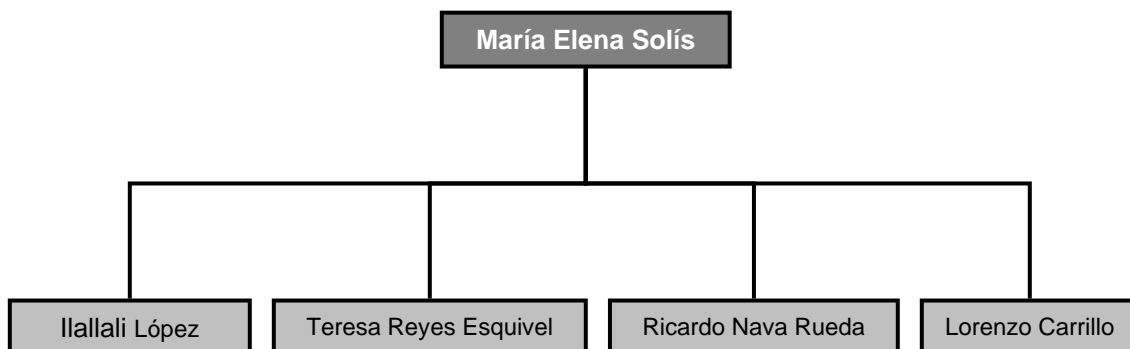 María Elena Solís
Ilallali López
Teresa Reyes Esquivel
Ricardo Nava Rueda
Lorenzo Carrillo